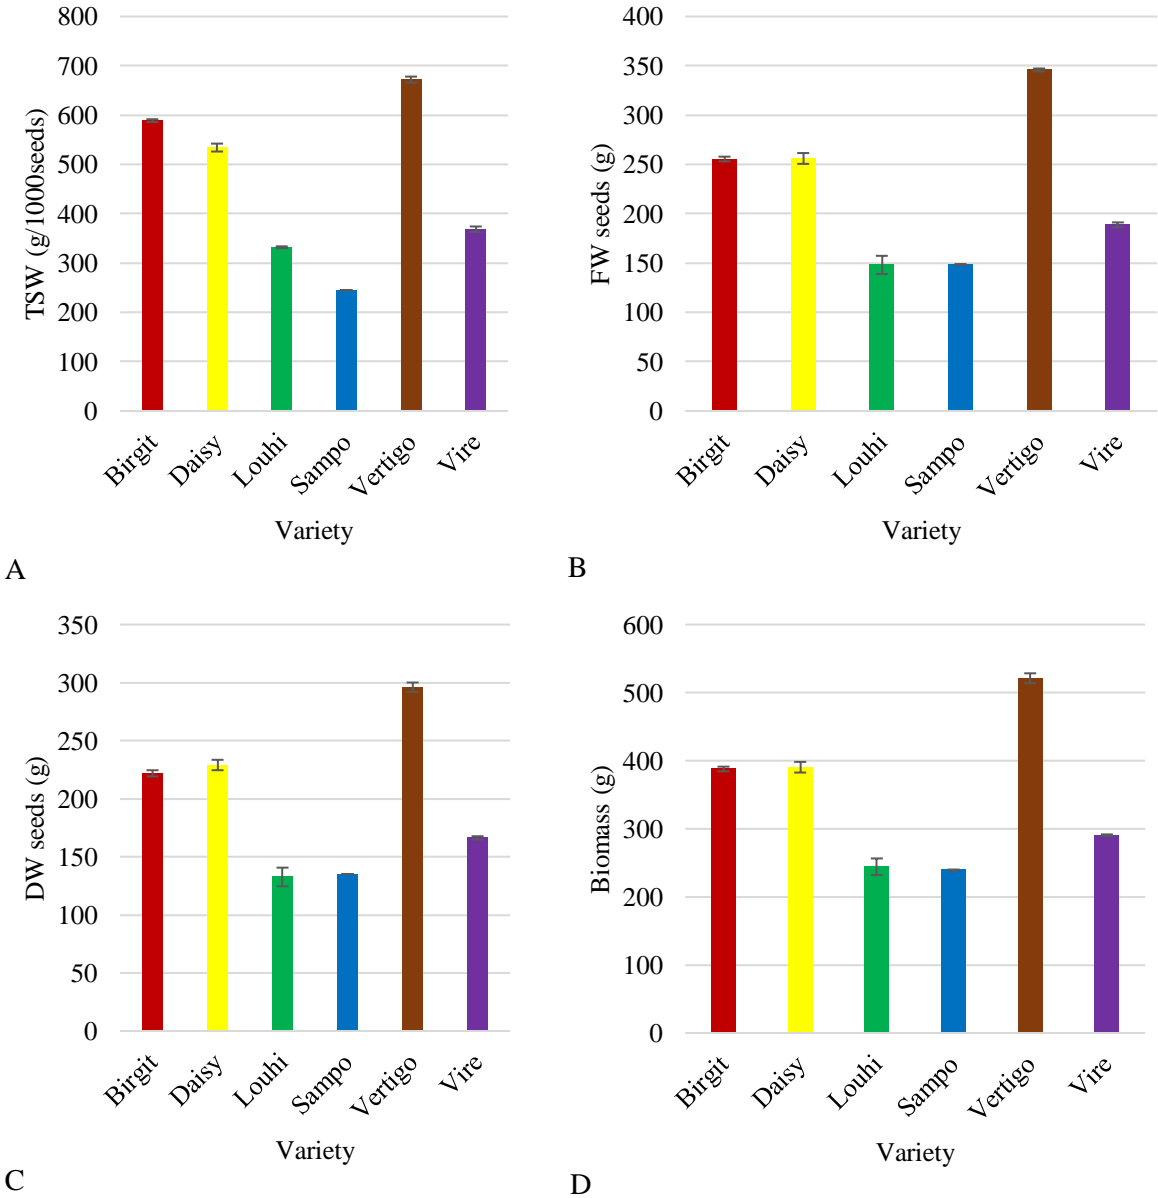 800
700
600
500
400
300
200
100
0
TSW (g/1000seeds)
Birgit
Daisy
Louhi
Sampo
Vertigo
Vire
Variety
A
400
350
300
250
200
150
100
50
0
FW seeds (g)
Birgit
Daisy
Louhi
Sampo
Vertigo
Vire
Variety
B
350
300
250
200
150
100
50
0
DW seeds (g)
Birgit
Daisy
Louhi
Sampo
Vertigo
Vire
Variety
C
600
500
400
300
200
100
0
Biomass (g)
Birgit
Daisy
Louhi
Sampo
Vertigo
Vire
Variety
D